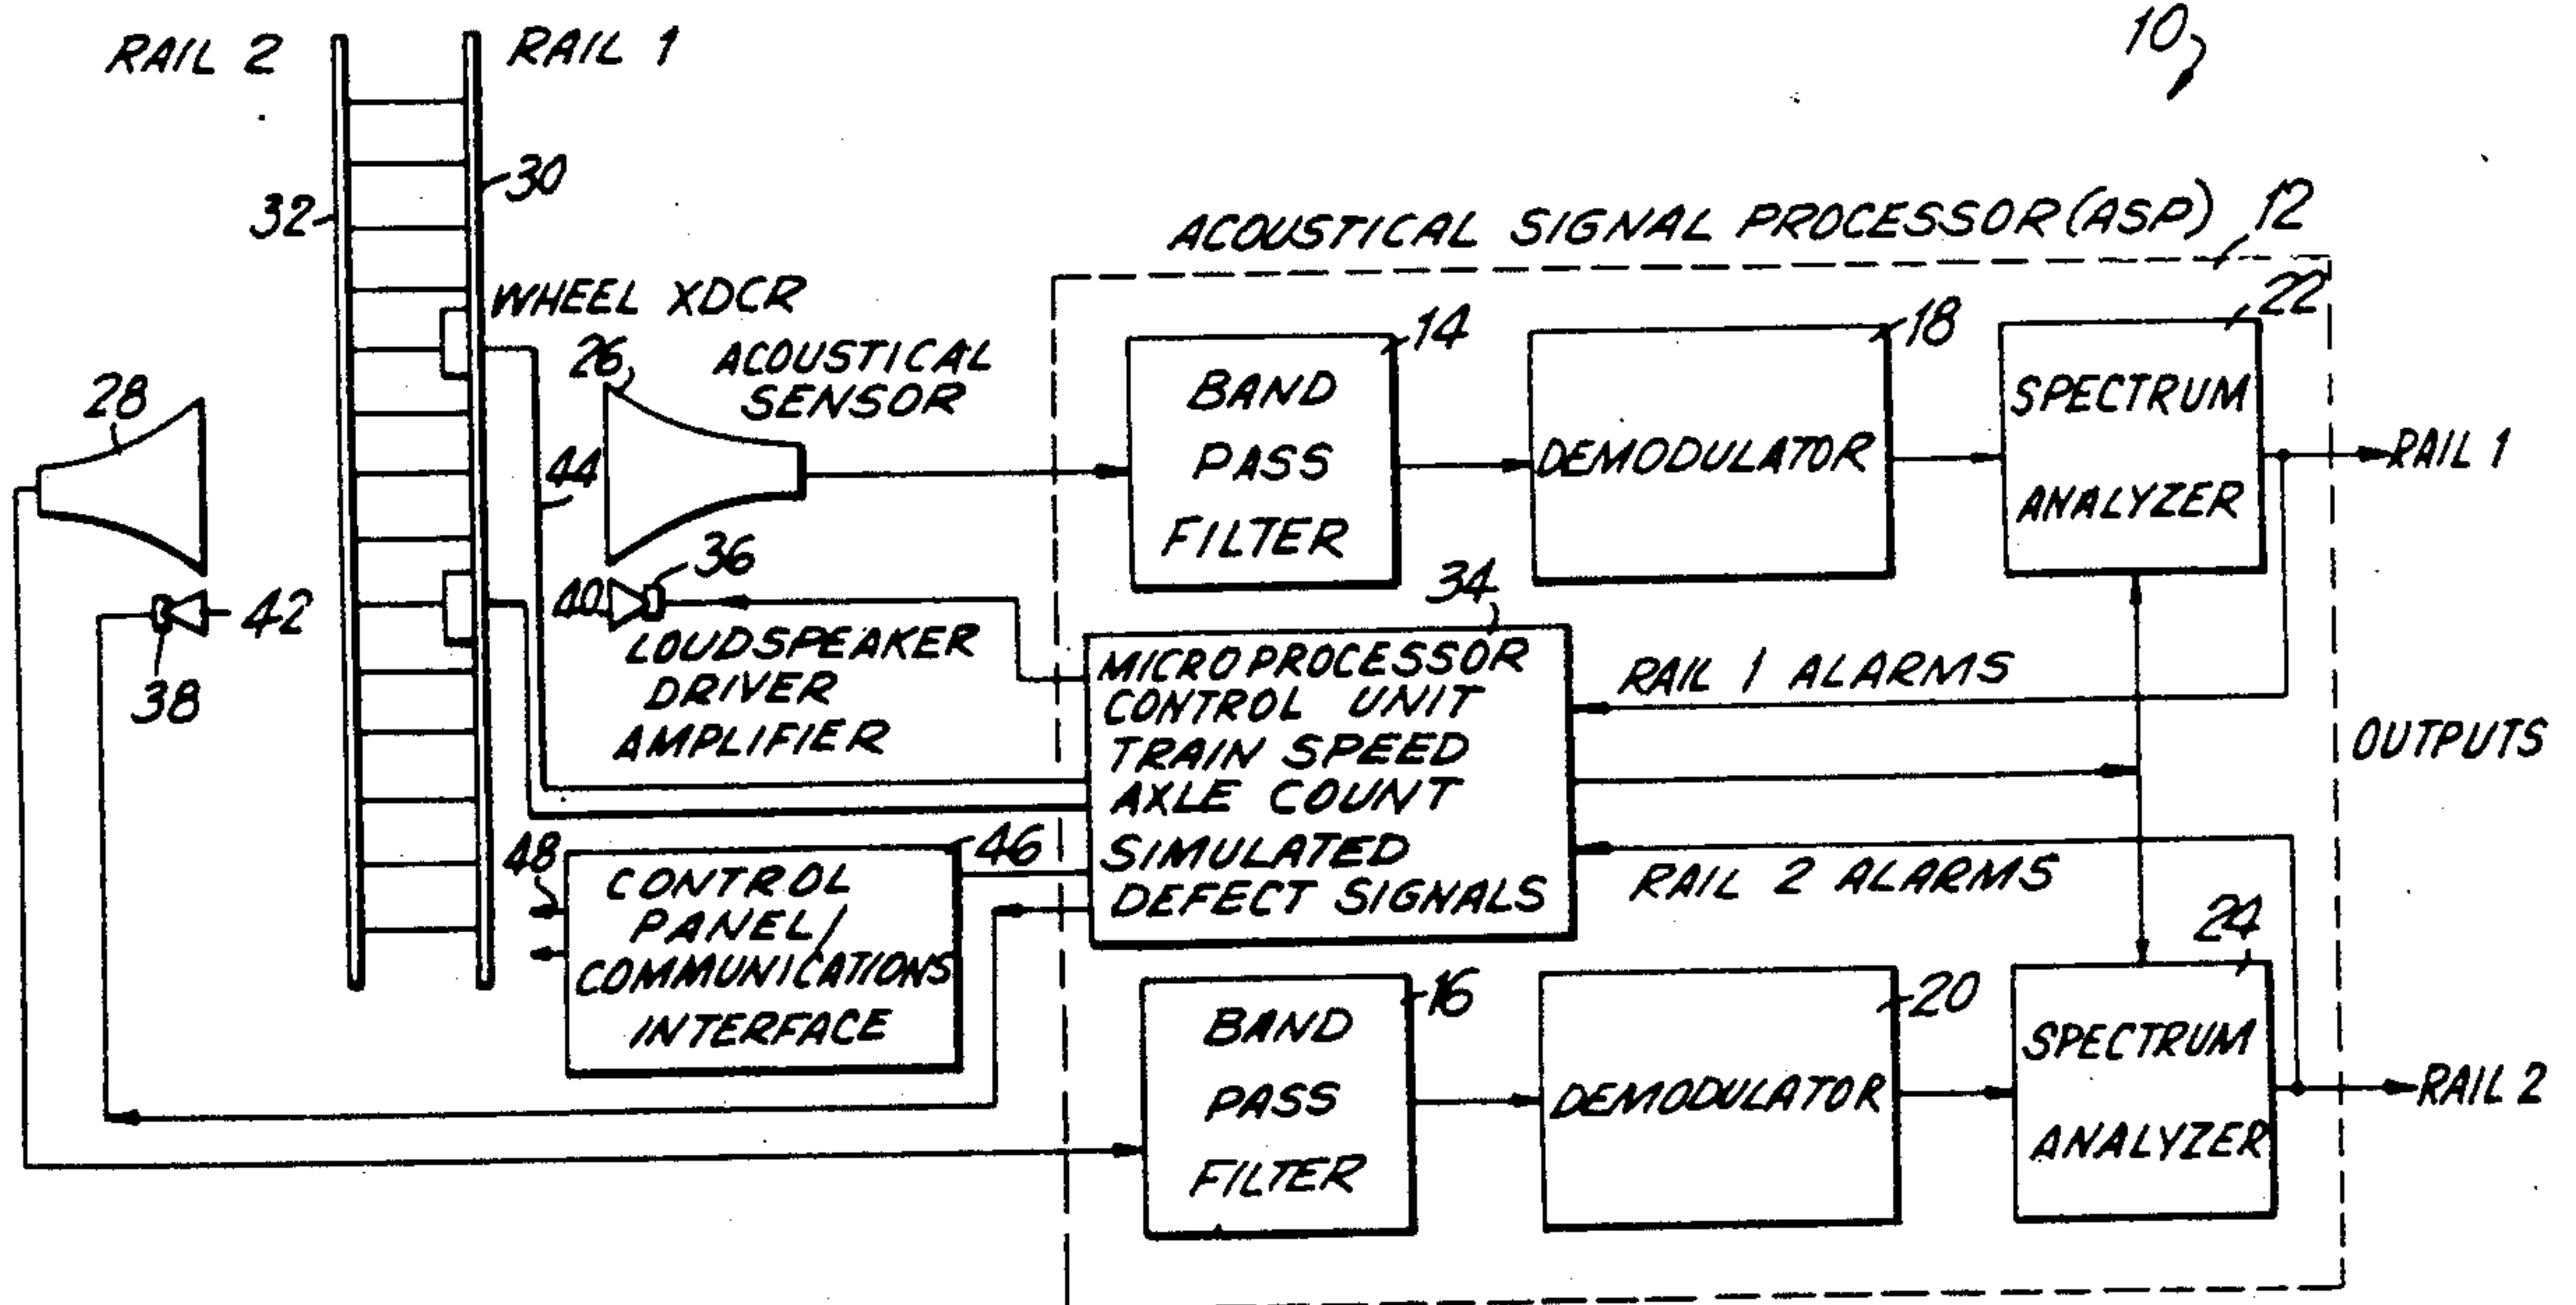 RAIL 2
RAIL 1
10
30
32
ACOUSTICAL SIGNAL PROCESSOR (ASP)
12
WHEEL XDCR
26
ACOUSTICAL
SENSOR
28
44
14
BAND
PASS
FILTER
18
DEMODULATOR
22
SPECTRUM
ANALYZER
RAIL 1
36
40
42
38
LOUDSPEAKER
DRIVER
AMPLIFIER
34
MICROPROCESSOR
CONTROL UNIT
TRAIN SPEED
AXLE COUNT
SIMULATED
DEFECT SIGNALS
RAIL 1 ALARMS
OUTPUTS
RAIL 2 ALARMS
48
46
CONTROL
PANEL/
COMMUNICATIONS
INTERFACE
16
BAND
PASS
FILTER
20
DEMODULATOR
24
SPECTRUM
ANALYZER
RAIL 2